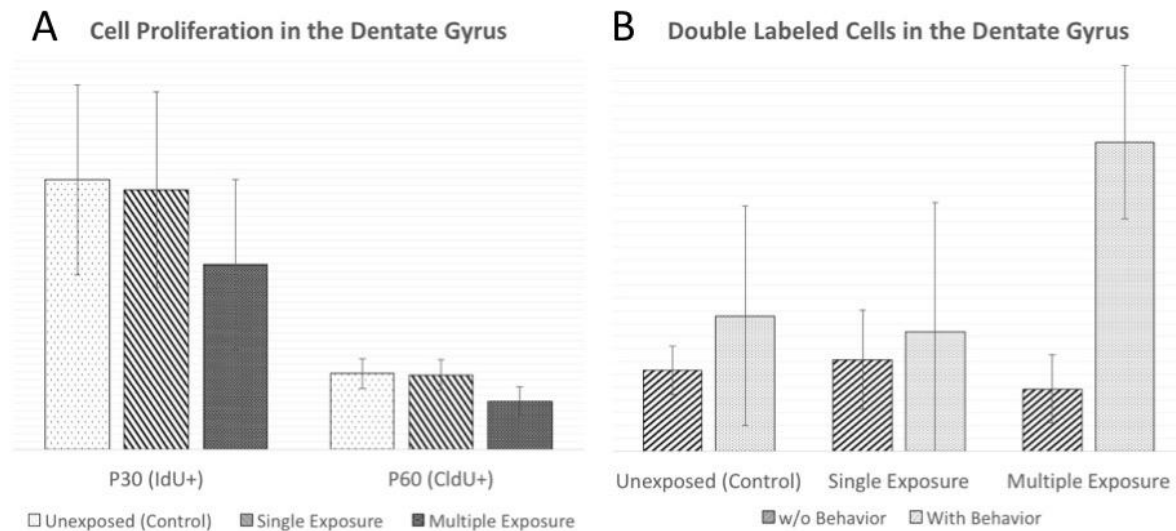 A Cell Proliferation in the Dentate Gyrus
P30 (IdU+) P60 (CldU+)
Unexposed (Control) Single Exposure Multiple Exposure
B Double Labeled Cells in the Dentate Gyrus
Unexposed (Control) Single Exposure Multiple Exposure
w/o Behavior With Behavior